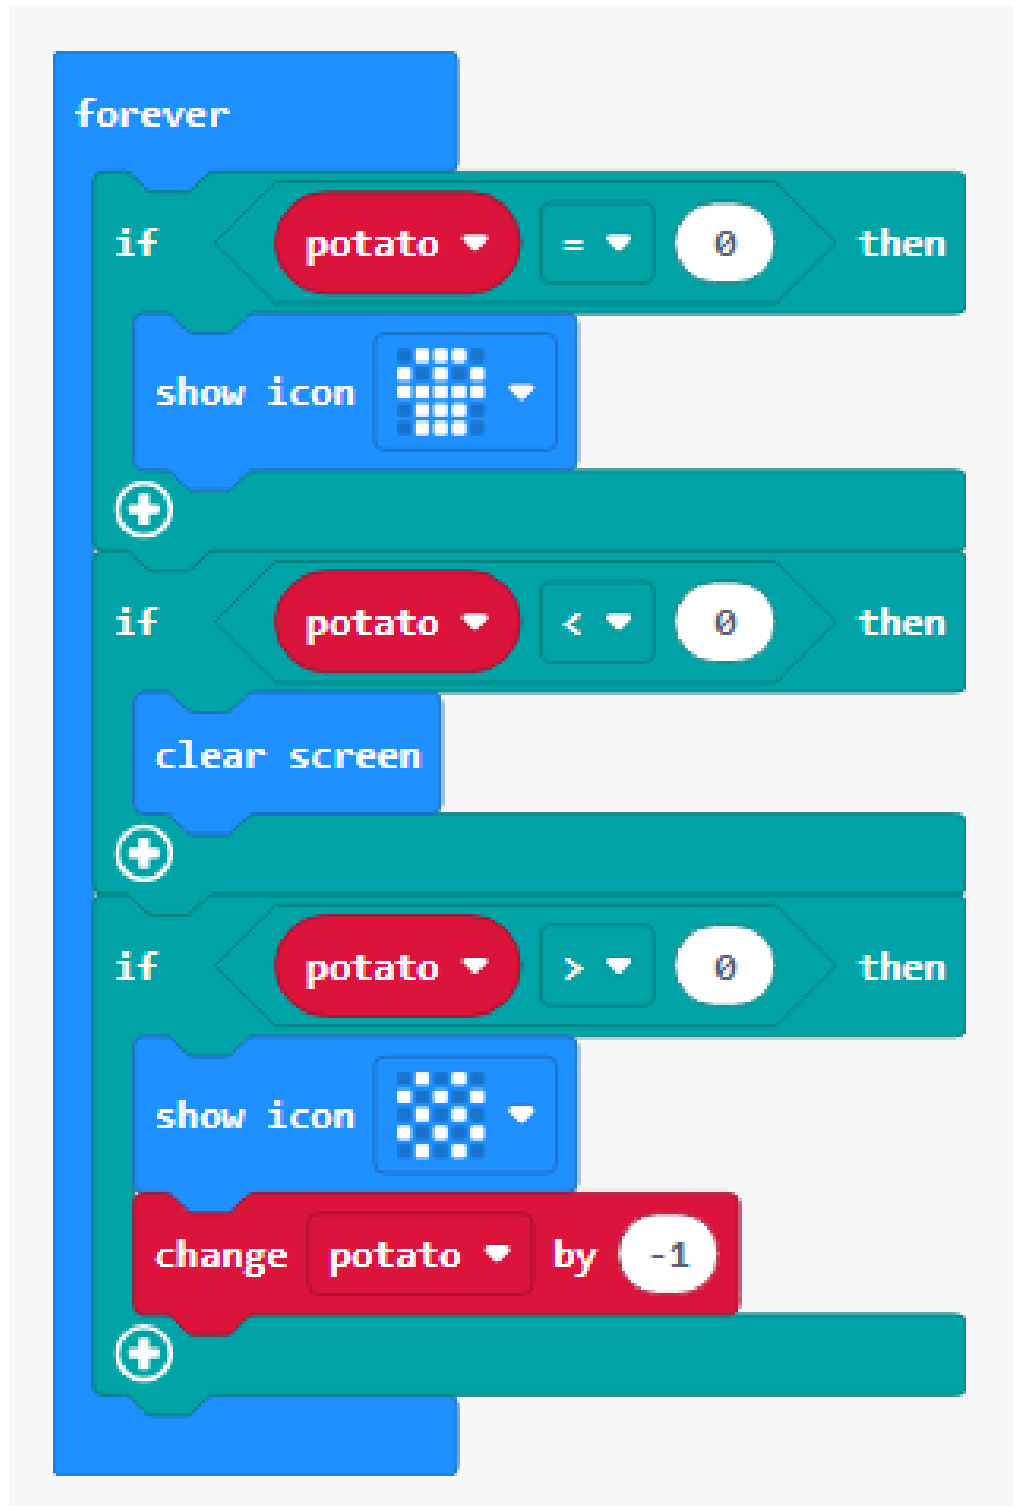 forever
if potato = 0 then
show icon
if potato < 0 then
clear screen
if potato > 0 then
show icon
change potato by -1